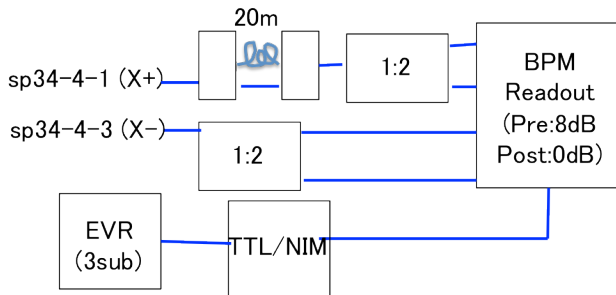 20m
sp34-4-1 (X+)
1:2
BPM
Readout
(Pre:8dB
Post:0dB)
sp34-4-3 (X-)
1:2
EVR
(3sub)
TTL/NIM